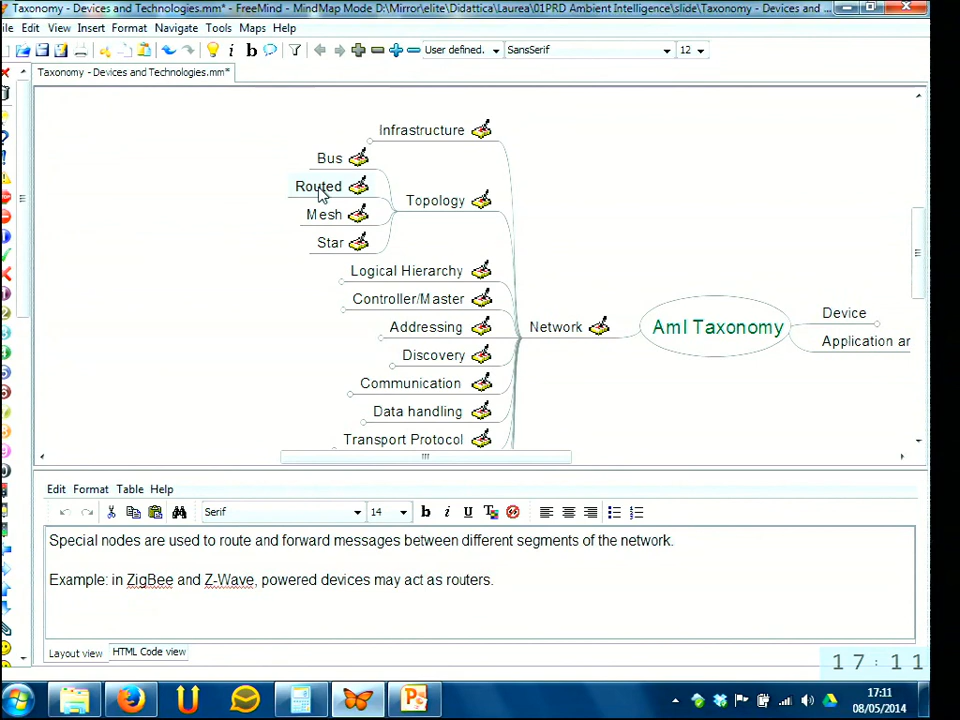 Taxonomy - Devices and Technologies.mm* - FreeMind - MindMap Mode D:\Mirror\elite\Didattica\Laurea\01PRD Ambient Intelligence\slide\Taxonomy - Devices and ...
ile Edit View Insert Format Navigate Tools Maps Help
User defined. SansSerif 12
Taxonomy - Devices and Technologies.mm*
Infrastructure
Bus
Routed
Topology
Mesh
Star
Logical Hierarchy
Controller/Master
Addressing
Network
AmI Taxonomy
Device
Application ar
Discovery
Communication
Data handling
Transport Protocol
Edit Format Table Help
Serif 14
Special nodes are used to route and forward messages between different segments of the network.
Example: in ZigBee and Z-Wave, powered devices may act as routers.
Layout view HTML Code view
17:11
17:11
08/05/2014